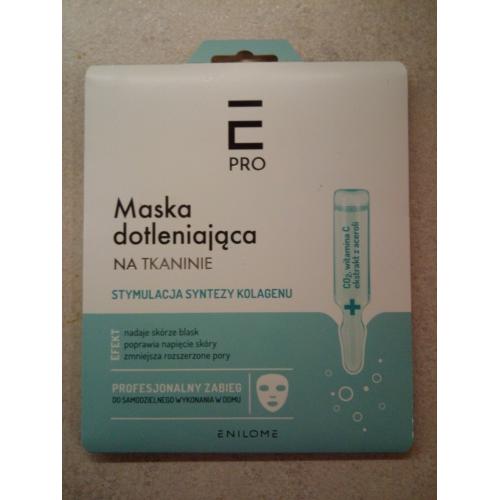 E
PRO
Maska
dotleniająca
NA TKANINIE
STYMULACJA SYNTEZY KOLAGENU
EFEKT
nadaje skórze blask
poprawia napięcie skóry
zmniejsza rozszerzone pory
CO₂, witamina C
ekstrakt z aceroli
+
PROFESJONALNY ZABIEG
DO SAMODZIELNEGO WYKONANIA W DOMU
ENILOME